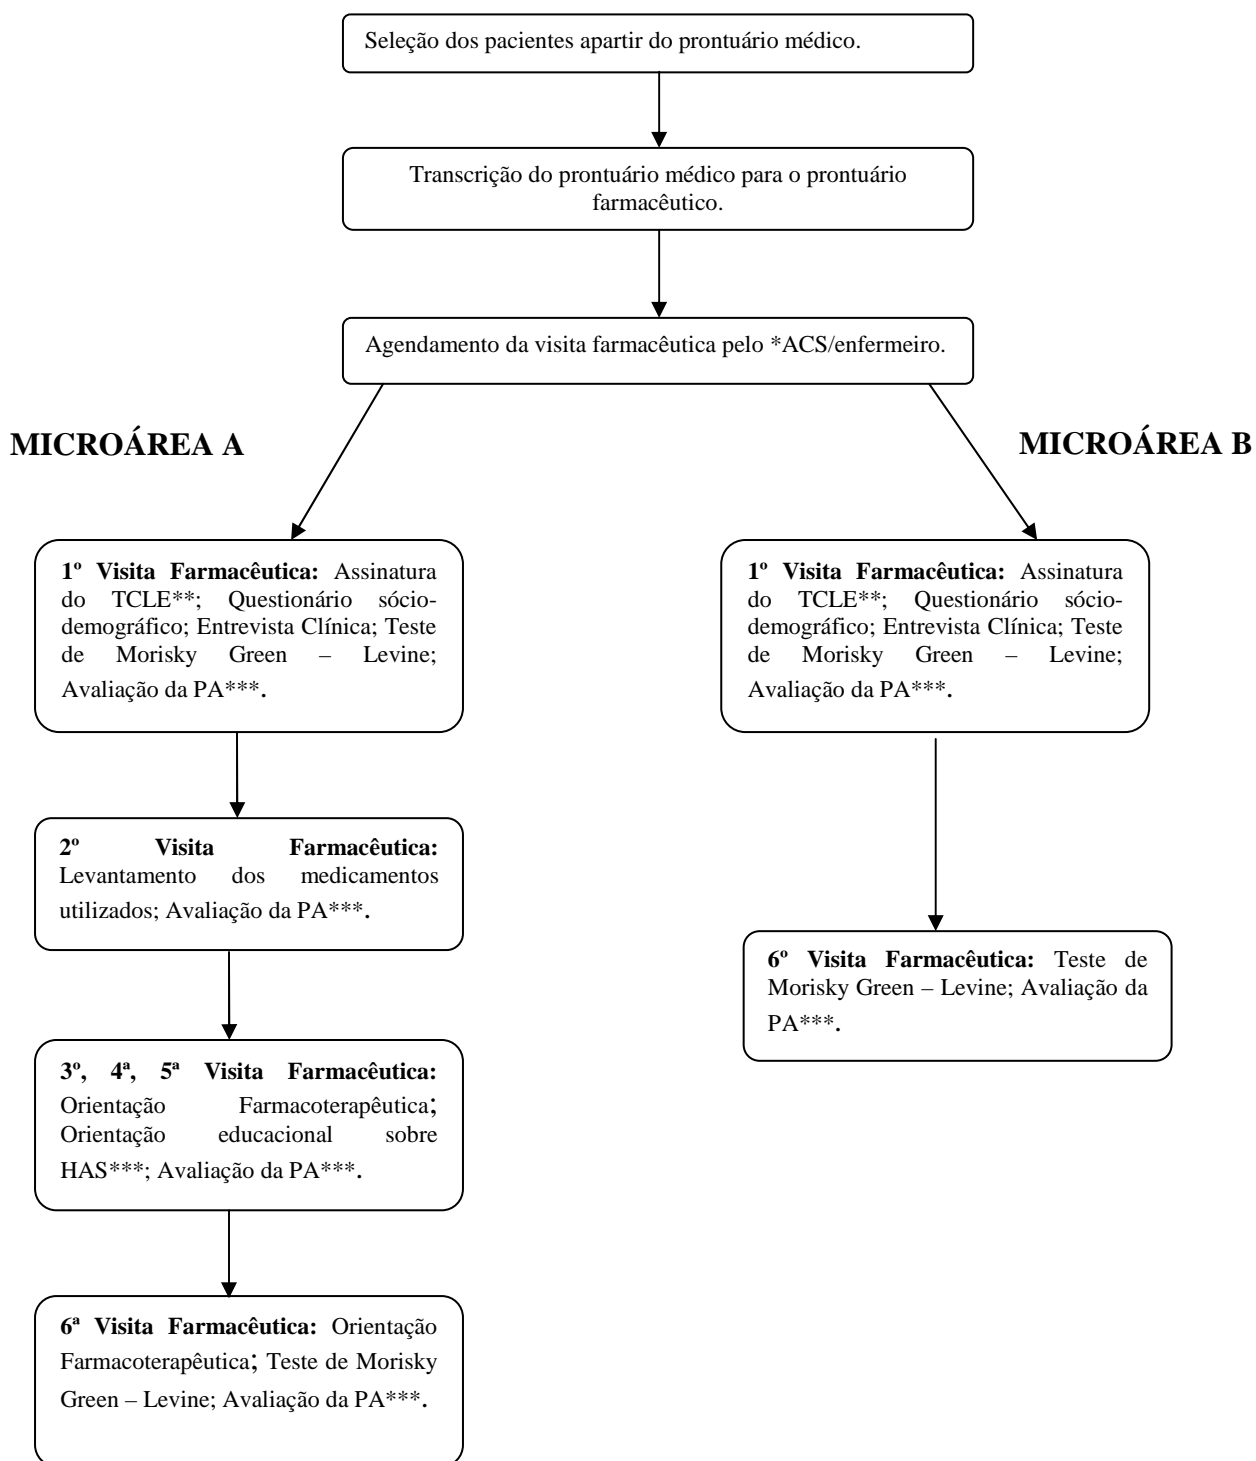 Seleção dos pacientes apartir do prontuário médico.
Transcrição do prontuário médico para o prontuário
farmacêutico.
Agendamento da visita farmacêutica pelo *ACS/enfermeiro.
MICROÁREA A
MICROÁREA B
1º Visita Farmacêutica: Assinatura
do TCLE**; Questionário sócio-
demográfico; Entrevista Clínica; Teste
de Morisky Green – Levine;
Avaliação da PA***.
1º Visita Farmacêutica: Assinatura
do TCLE**; Questionário sócio-
demográfico; Entrevista Clínica; Teste
de Morisky Green – Levine;
Avaliação da PA***.
2º Visita Farmacêutica:
Levantamento dos medicamentos
utilizados; Avaliação da PA***.
6º Visita Farmacêutica: Teste de
Morisky Green – Levine; Avaliação da
PA***.
3º, 4ª, 5ª Visita Farmacêutica:
Orientação Farmacoterapêutica;
Orientação educacional sobre
HAS***; Avaliação da PA***.
6ª Visita Farmacêutica: Orientação
Farmacoterapêutica; Teste de Morisky
Green – Levine; Avaliação da PA***.